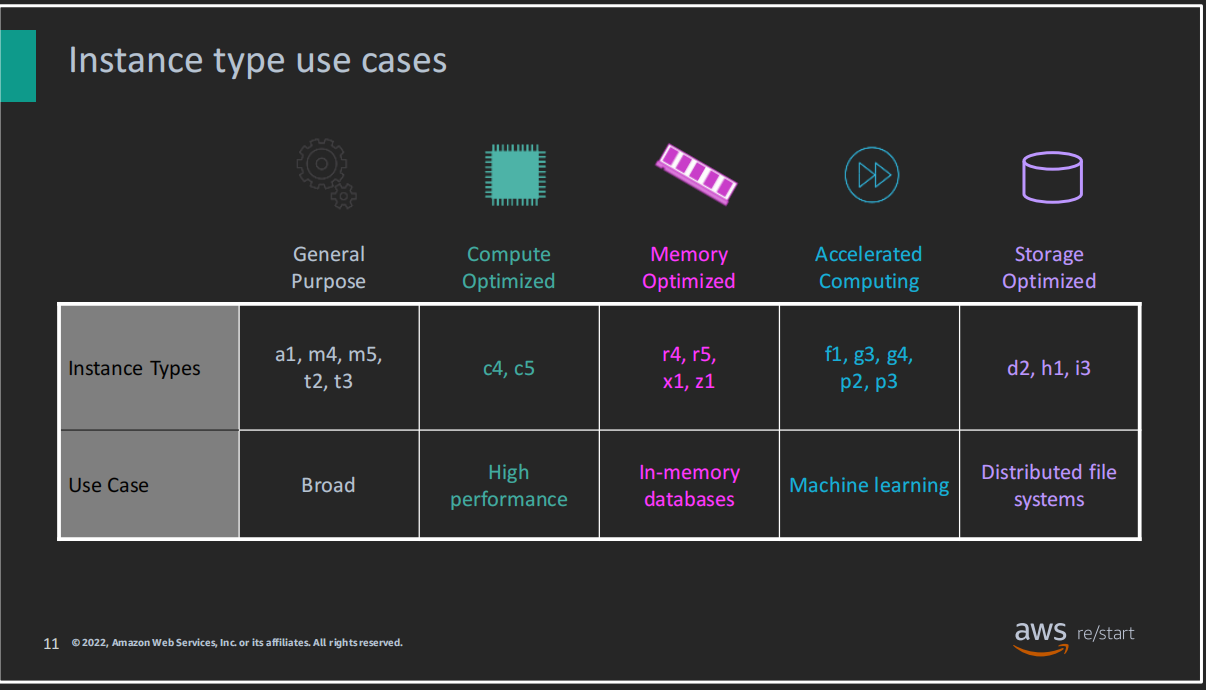 Instance type use cases
General
Purpose
Compute
Optimized
Memory
Optimized
Accelerated
Computing
Storage
Optimized
Instance Types
a1, m4, m5,
t2, t3
c4, c5
r4, r5,
x1, z1
f1, g3, g4,
p2, p3
d2, h1, i3
Use Case
Broad
High
performance
In-memory
databases
Machine learning
Distributed file
systems
11
© 2022, Amazon Web Services, Inc. or its affiliates. All rights reserved.
aws re/start